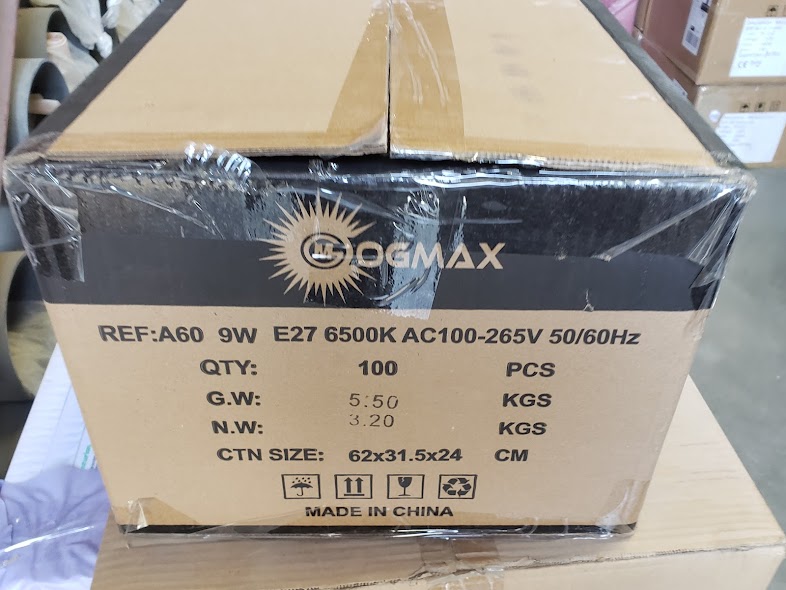 OGMAX
REF:A60 9W E27 6500K AC100-265V 50/60Hz
QTY: 100 PCS
G.W: 5.50 KGS
N.W: 3.20 KGS
CTN SIZE: 62x31.5x24 CM
MADE IN CHINA